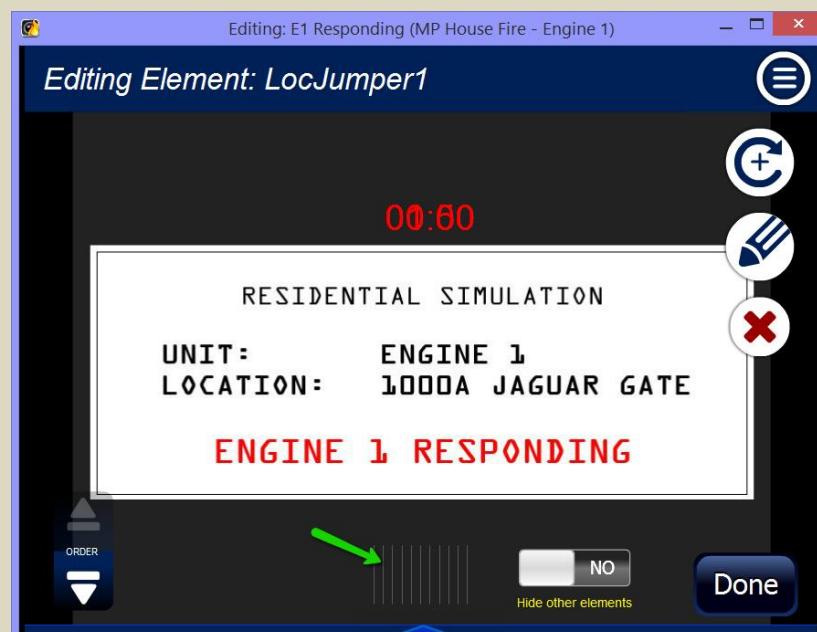 Editing: E1 Responding (MP House Fire - Engine 1)
Editing Element: LocJumper1
RESIDENTIAL SIMULATION
UNIT: ENGINE 1
LOCATION: 1000A JAGUAR GATE
ENGINE 1 RESPONDING
ORDER
NO
Hide other elements
Done